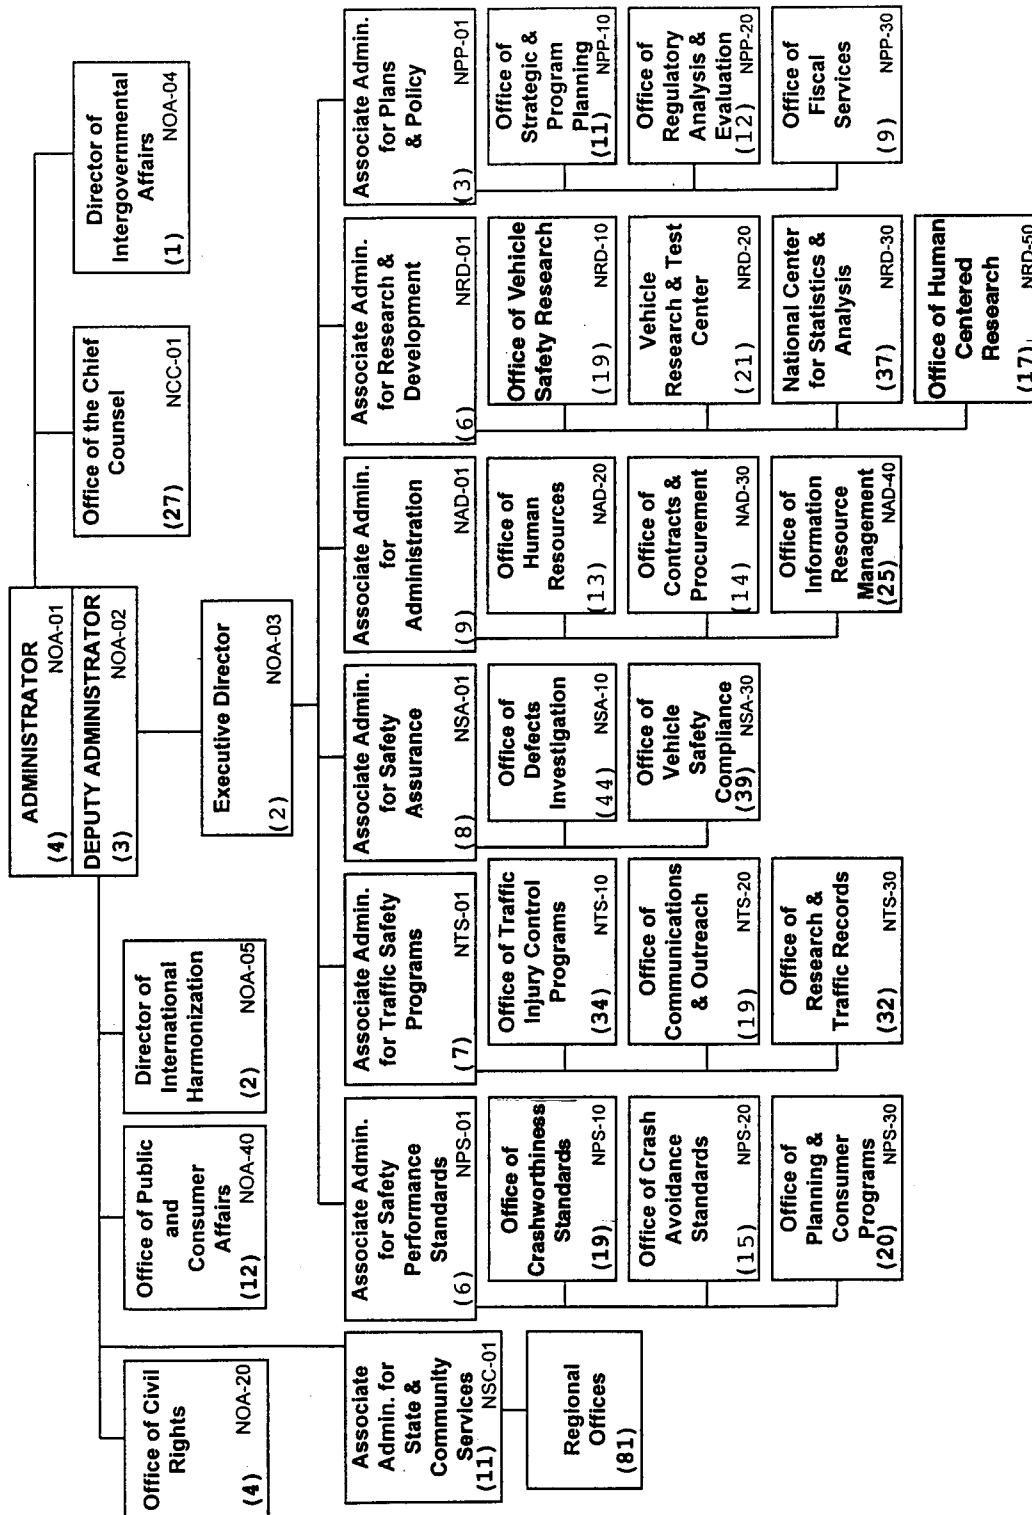 ADMINISTRATOR
(4) NOA-01
DEPUTY ADMINISTRATOR
(3) NOA-02
Office of Civil
Rights
NOA-20
(4)
Office of Public
and
Consumer
Affairs
(12) NOA-40
Director of
International
Harmonization
(2) NOA-05
Office of the Chief
Counsel
(27) NCC-01
Director of
Intergovernmental
Affairs
(1) NOA-04
Executive Director
(2) NOA-03
Associate
Admin. for
State &
Community
Services
(11) NSC-01
Regional
Offices
(81)
Associate Admin.
for Safety
Performance
Standards
(6) NPS-01
Office of
Crashworthiness
Standards
(19) NPS-10
Office of Crash
Avoidance
Standards
(15) NPS-20
Office of
Planning &
Consumer
Programs
(20) NPS-30
Associate Admin.
for Traffic Safety
Programs
(7) NTS-01
Office of Traffic
Injury Control
Programs
(34) NTS-10
Office of
Communications
& Outreach
(19) NTS-20
Office of
Research &
Traffic Records
(32) NTS-30
Associate Admin.
for Safety
Assurance
(8) NSA-01
Office of
Defects
Investigation
(44) NSA-10
Office of
Vehicle
Safety
Compliance
(39) NSA-30
Associate Admin.
for
Administration
(9) NAD-01
Office of
Human
Resources
(13) NAD-20
Office of
Contracts &
Procurement
(14) NAD-30
Office of
Information
Resource
Management
(25) NAD-40
Associate Admin.
for Research &
Development
(6) NRD-01
Office of Vehicle
Safety Research
(19) NRD-10
Vehicle
Research & Test
Center
(21) NRD-20
National Center
for Statistics &
Analysis
(37) NRD-30
Office of Human
Centered
Research
(17) NRD-50
Associate Admin.
for Plans
& Policy
(3) NPP-01
Office of
Strategic &
Program
Planning
(11) NPP-10
Office of
Regulatory
Analysis &
Evaluation
(12) NPP-20
Office of
Fiscal
Services
(9) NPP-30